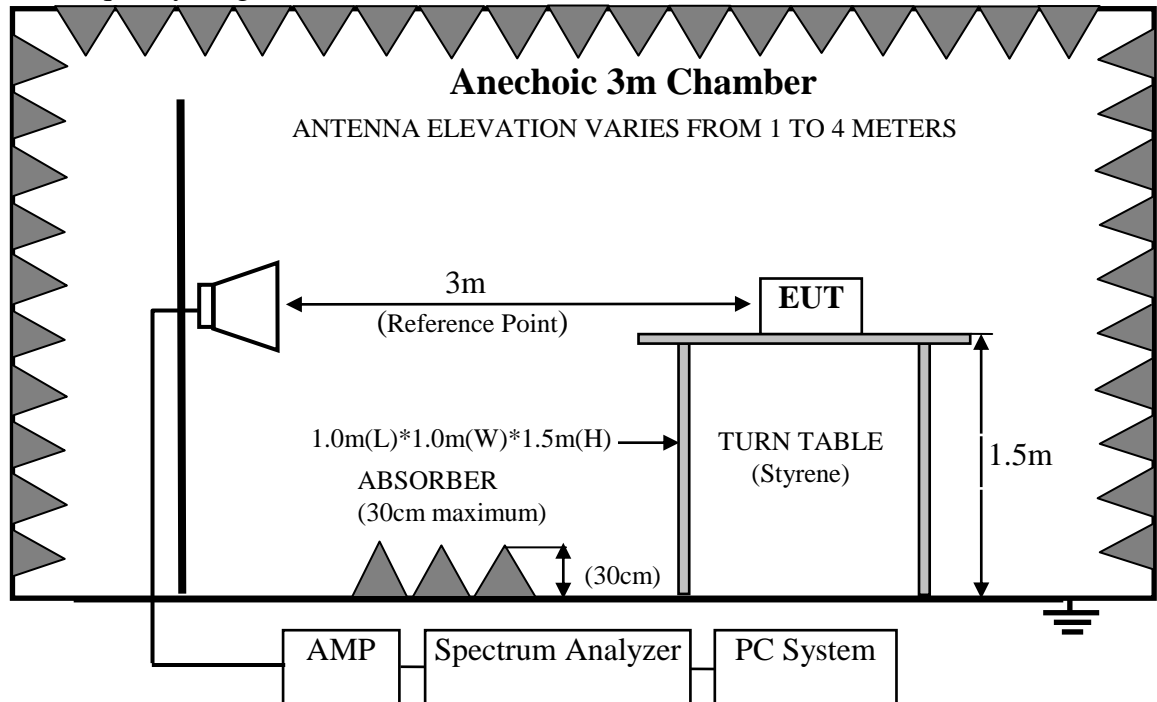 Anechoic 3m Chamber
ANTENNA ELEVATION VARIES FROM 1 TO 4 METERS
3m
(Reference Point)
EUT
1.0m(L)*1.0m(W)*1.5m(H)
TURN TABLE
(Styrene)
1.5m
ABSORBER
(30cm maximum)
(30cm)
AMP
Spectrum Analyzer
PC System